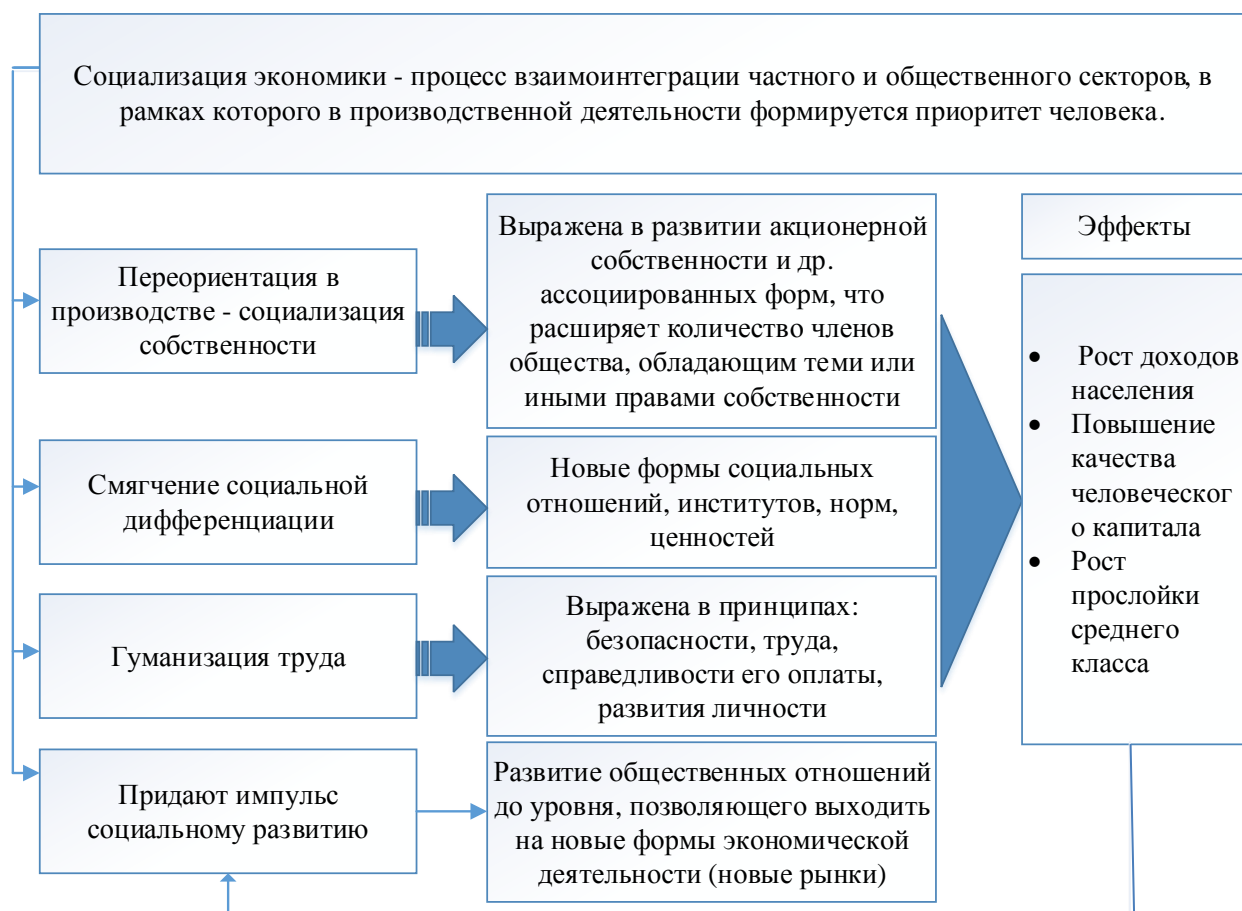 Социализация экономики - процесс взаимоинтеграции частного и общественного секторов, в
рамках которого в производственной деятельности формируется приоритет человека.
Переориентация в
производстве - социализация
собственности
Выражена в развитии акционерной
собственности и др.
ассоциированных форм, что
расширяет количество членов
общества, обладающим теми или
иными правами собственности
Эффекты
Смягчение социальной
дифференциации
Новые формы социальных
отношений, институтов, норм,
ценностей
• Рост доходов
населения
• Повышение
качества
человеческог
о капитала
• Рост
прослойки
среднего
класса
Гуманизация труда
Выражена в принципах:
безопасности, труда,
справедливости его оплаты,
развития личности
Придают импульс
социальному развитию
Развитие общественных отношений
до уровня, позволяющего выходить
на новые формы экономической
деятельности (новые рынки)